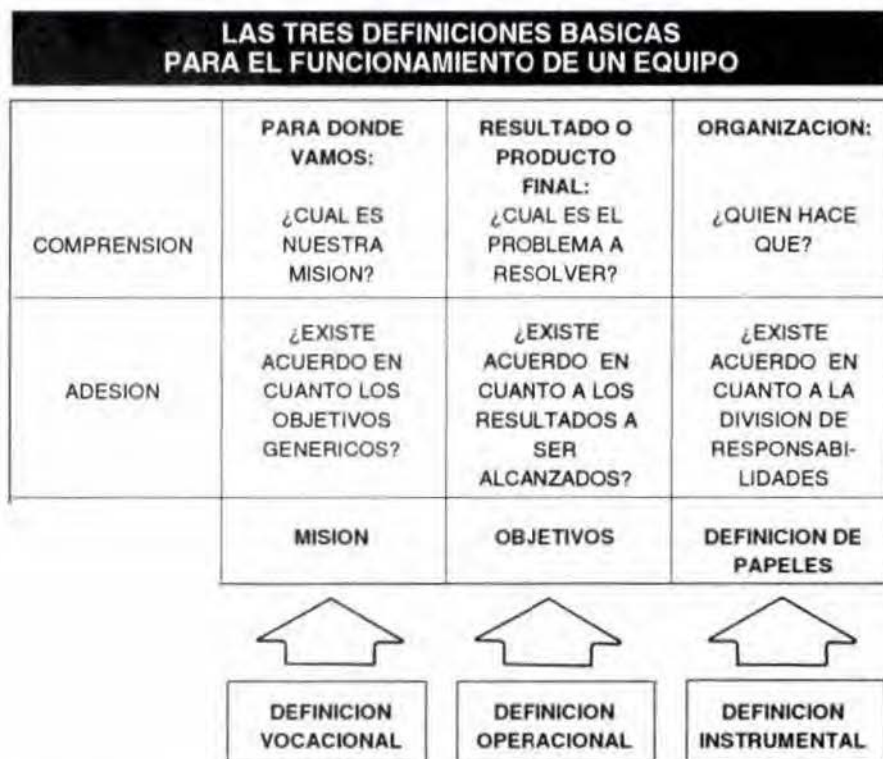 LAS TRES DEFINICIONES BASICAS
PARA EL FUNCIONAMIENTO DE UN EQUIPO
COMPRENSION
PARA DONDE
VAMOS:
¿CUAL ES
NUESTRA
MISION?
RESULTADO O
PRODUCTO
FINAL:
¿CUAL ES EL
PROBLEMA A
RESOLVER?
ORGANIZACION:
¿QUIEN HACE
QUE?
ADESION
¿EXISTE
ACUERDO EN
CUANTO LOS
OBJETIVOS
GENERICOS?
¿EXISTE
ACUERDO EN
CUANTO A LOS
RESULTADOS A
SER
ALCANZADOS?
¿EXISTE
ACUERDO EN
CUANTO A LA
DIVISION DE
RESPONSABI-
LIDADES
MISION
OBJETIVOS
DEFINICION DE
PAPELES
DEFINICION
VOCACIONAL
DEFINICION
OPERACIONAL
DEFINICION
INSTRUMENTAL